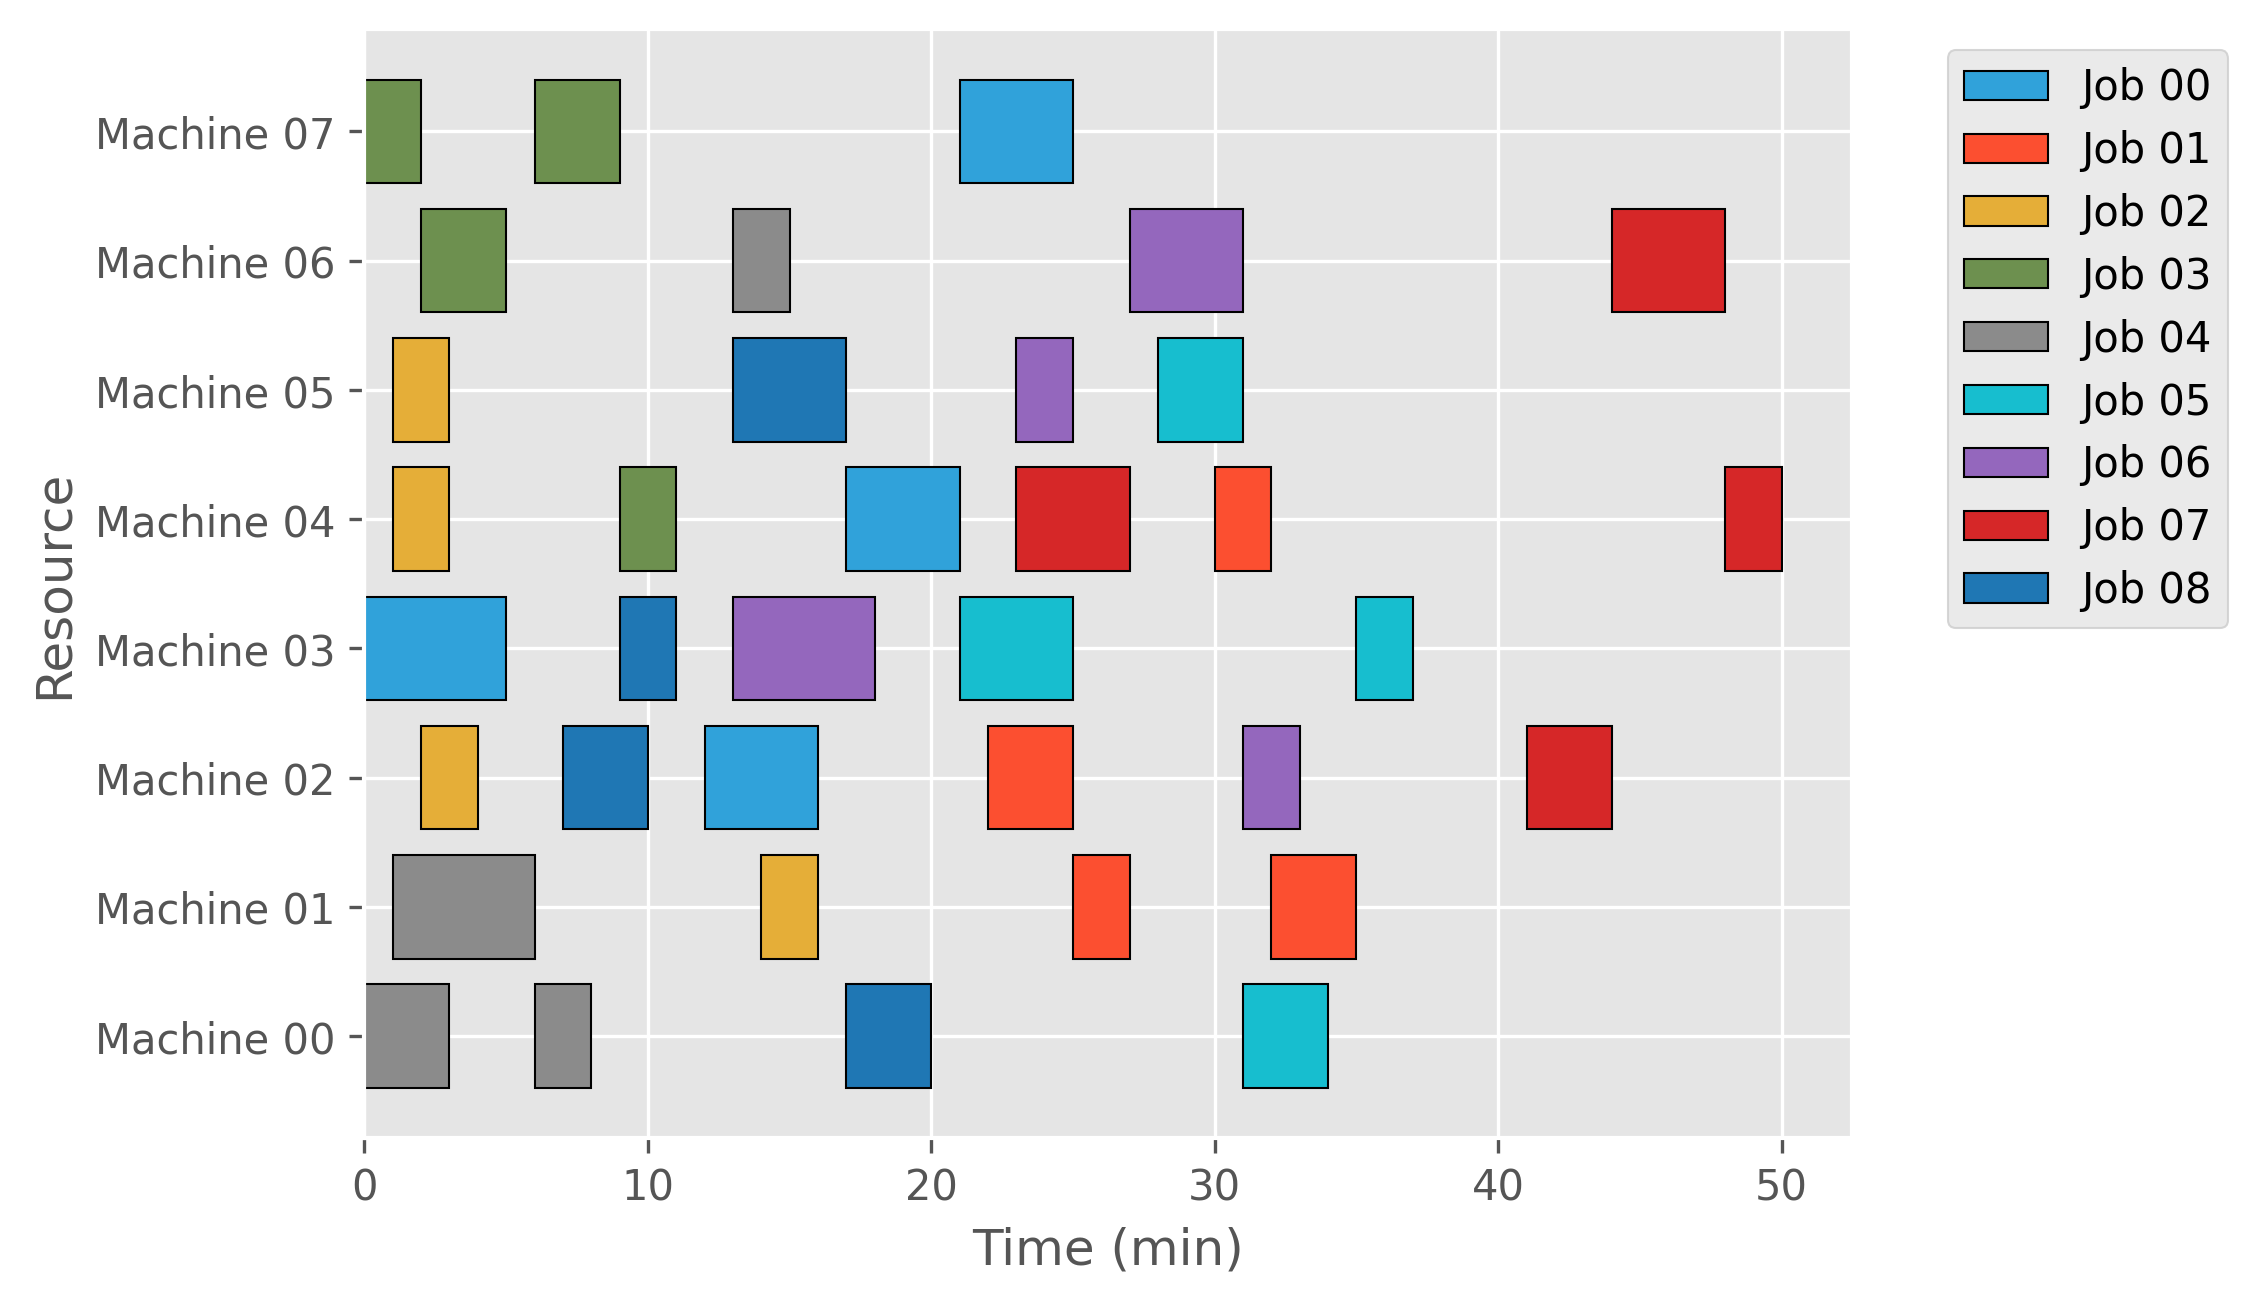 Machine 07
Machine 06
Machine 05
Machine 04
Machine 03
Machine 02
Machine 01
Machine 00
Resource
0 10 20 30 40 50
Time (min)
Job 00
Job 01
Job 02
Job 03
Job 04
Job 05
Job 06
Job 07
Job 08